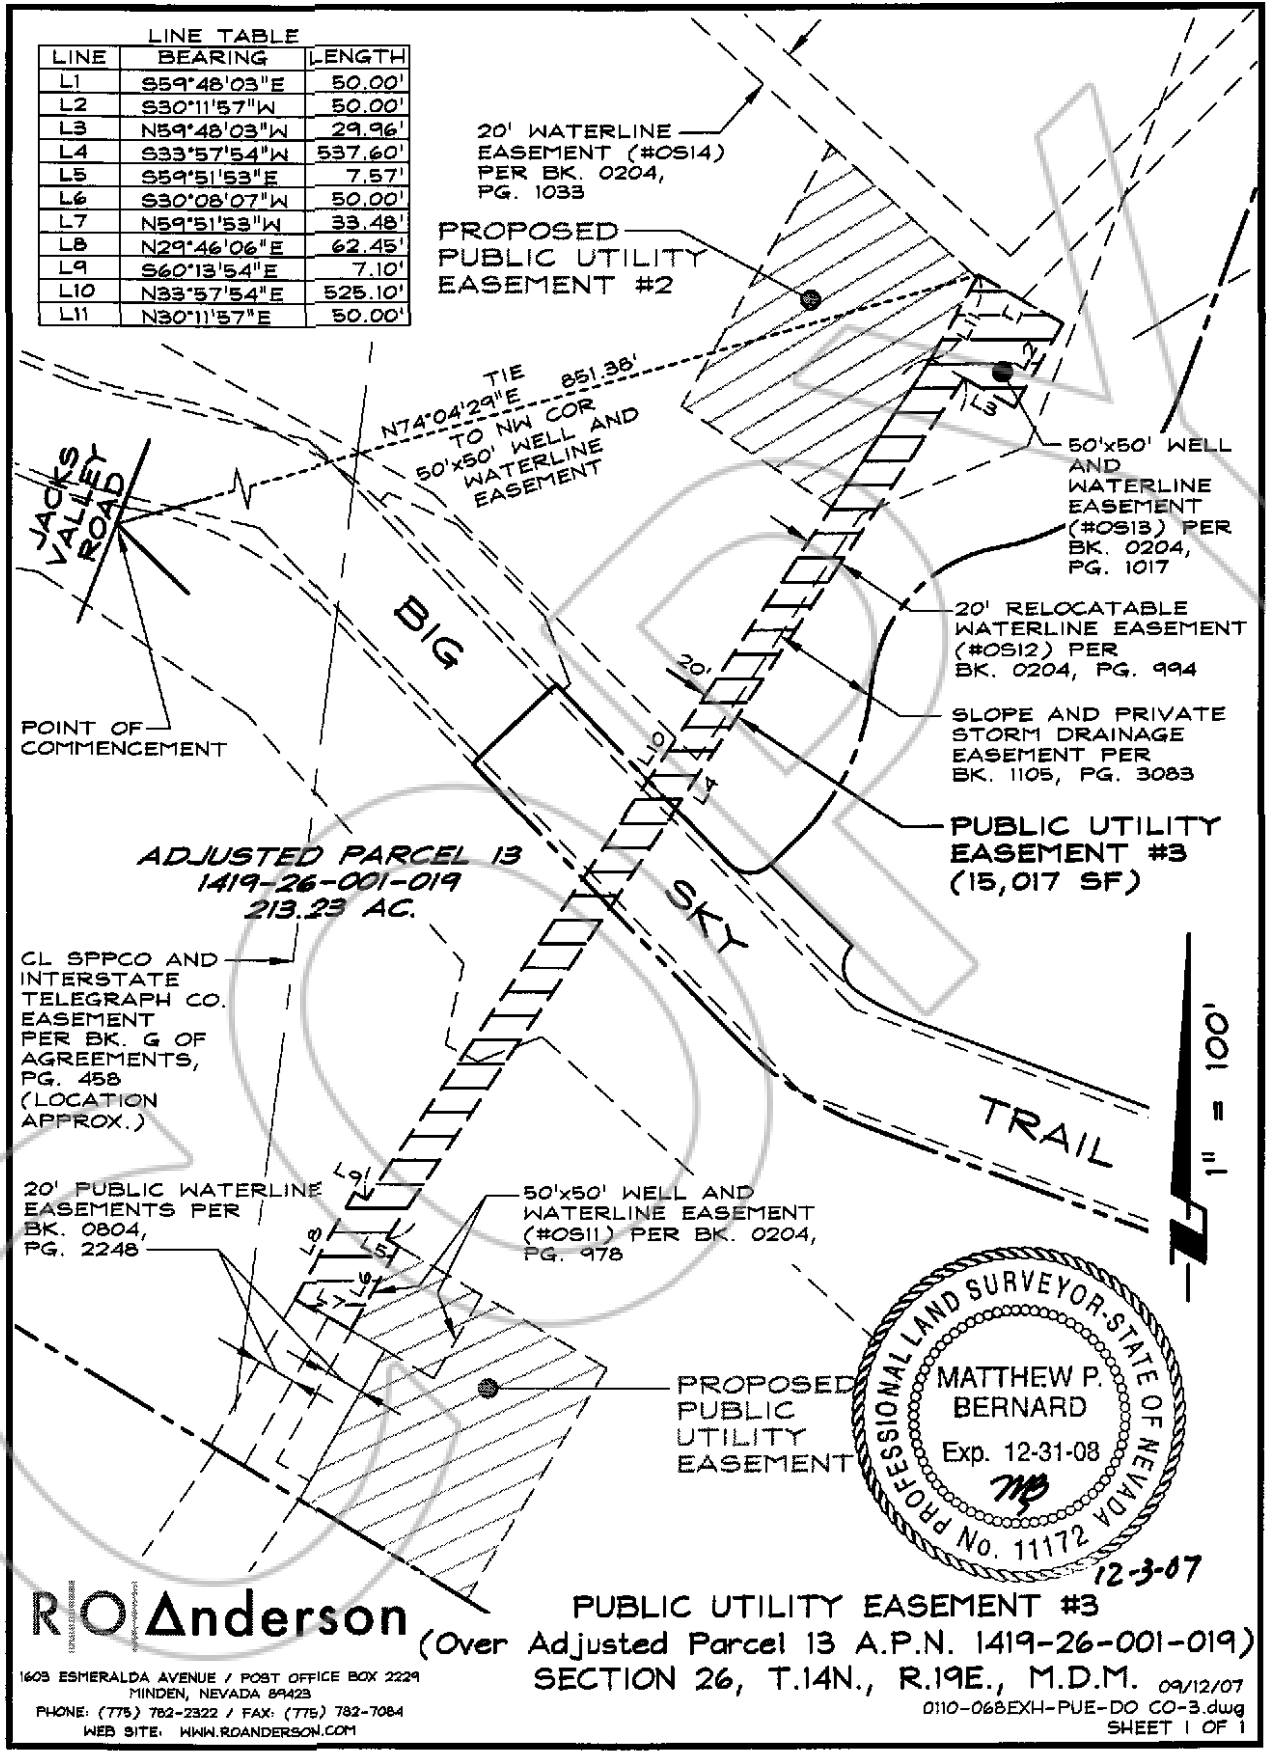 LINE TABLE
LINE BEARING LENGTH
L1 S59°48'03"E 50.00'
L2 S30°11'57"W 50.00'
L3 N59°48'03"W 29.96'
L4 S33°57'54"W 537.60'
L5 S59°51'53"E 7.57'
L6 S30°08'07"W 50.00'
L7 N59°51'53"W 33.48'
L8 N29°46'06"E 62.45'
L9 S60°13'54"E 7.10'
L10 N33°57'54"E 525.10'
L11 N30°11'57"E 50.00'
20' WATERLINE
EASEMENT (#OS14)
PER BK. 0204,
PG. 1033
PROPOSED
PUBLIC UTILITY
EASEMENT #2
TIE
N74°04'29"E 851.38'
TO NW COR
50'x50' WELL AND
WATERLINE
EASEMENT
L11
L1
L2
L3
50'x50' WELL
AND
WATERLINE
EASEMENT
(#OS13) PER
BK. 0204,
PG. 1017
JACKS
VALLEY
ROAD
BIG
20' RELOCATABLE
WATERLINE EASEMENT
(#OS12) PER
BK. 0204, PG. 994
20'
POINT OF
COMMENCEMENT
SLOPE AND PRIVATE
STORM DRAINAGE
EASEMENT PER
BK. 1105, PG. 3083
L10
L4
PUBLIC UTILITY
EASEMENT #3
(15,017 SF)
ADJUSTED PARCEL 13
1419-26-001-019
213.23 AC.
SKY
CL SPPCO AND
INTERSTATE
TELEGRAPH CO.
EASEMENT
PER BK. G OF
AGREEMENTS,
PG. 458
(LOCATION
APPROX.)
TRAIL
1" = 100'
20' PUBLIC WATERLINE
EASEMENTS PER
BK. 0804,
PG. 2248
L9
L8
L5
L6
L7
50'x50' WELL AND
WATERLINE EASEMENT
(#OS11) PER BK. 0204,
PG. 978
PROPOSED
PUBLIC
UTILITY
EASEMENT
PROFESSIONAL LAND SURVEYOR-STATE OF NEVADA
MATTHEW P.
BERNARD
Exp. 12-31-08
MB
No. 11172
12-3-07
COPY
R|O|Anderson
1603 ESMERALDA AVENUE / POST OFFICE BOX 2229
MINDEN, NEVADA 89423
PHONE: (775) 782-2322 / FAX: (775) 782-7084
WEB SITE: WWW.ROANDERSON.COM
PUBLIC UTILITY EASEMENT #3
(Over Adjusted Parcel 13 A.P.N. 1419-26-001-019)
SECTION 26, T.14N., R.19E., M.D.M.
09/12/07
0110-068EXH-PUE-DO CO-3.dwg
SHEET 1 OF 1